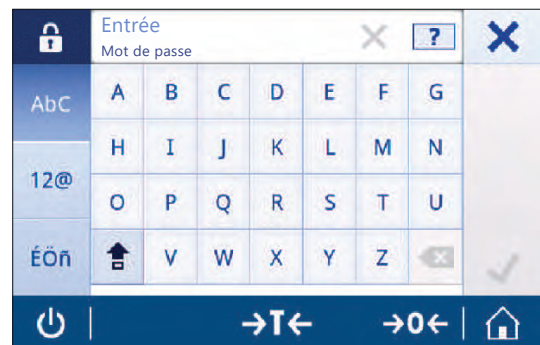 Entrée
Mot de passe
?
AbC
A B C D E F G
H I J K L M N
12@
O P Q R S T U
ÉÖñ
V W X Y Z
→T← →0←